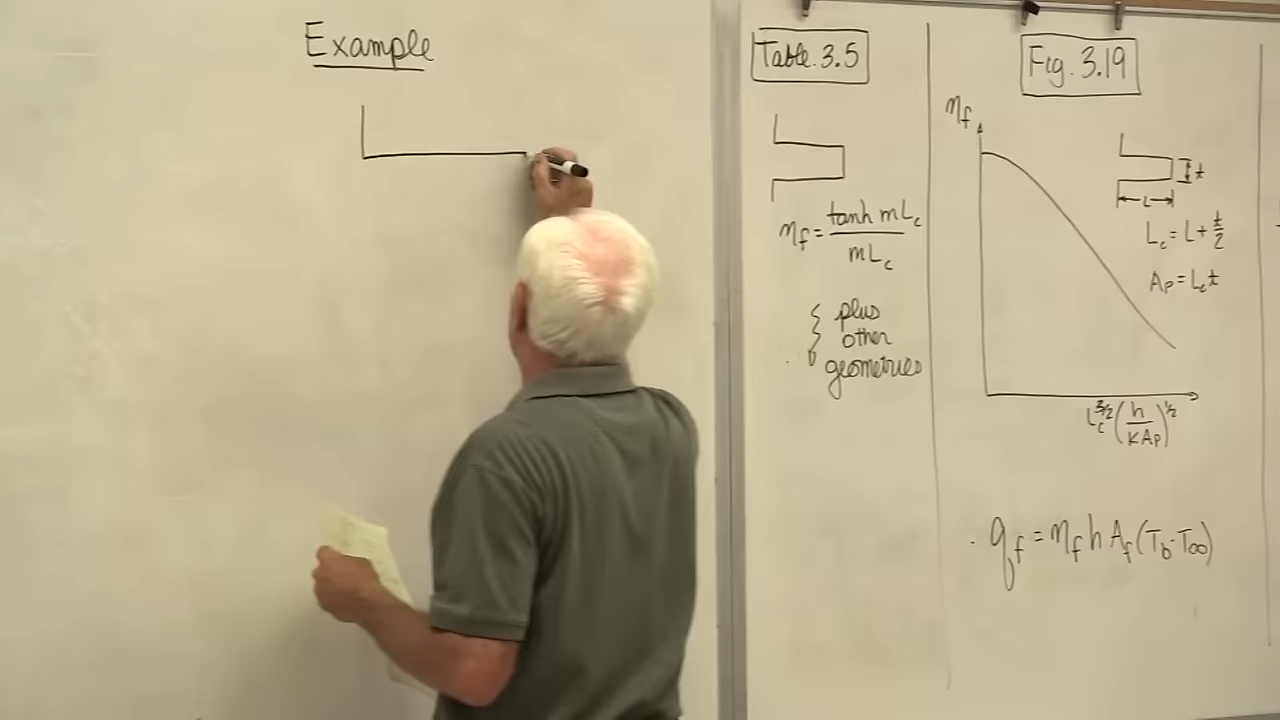 Example
Table 3.5
ηf = tanh mLc / mLc
plus
other
geometries
Fig. 3.19
ηf
t
L
Lc = L + t/2
Ap = Lct
Lc^3/2 (h/KAp)^1/2
qf = ηf h Af (Tb - T∞)